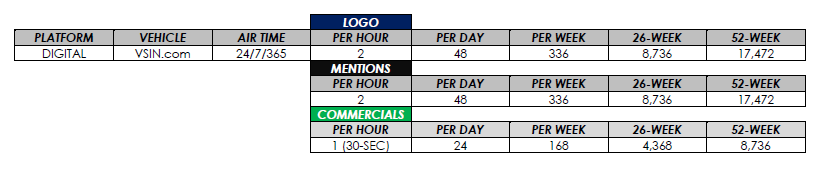 LOGO
PLATFORM VEHICLE AIR TIME PER HOUR PER DAY PER WEEK 26-WEEK 52-WEEK
DIGITAL VSIN.com 24/7/365 2 48 336 8,736 17,472
MENTIONS
PER HOUR PER DAY PER WEEK 26-WEEK 52-WEEK
2 48 336 8,736 17,472
COMMERCIALS
PER HOUR PER DAY PER WEEK 26-WEEK 52-WEEK
1 (30-SEC) 24 168 4,368 8,736